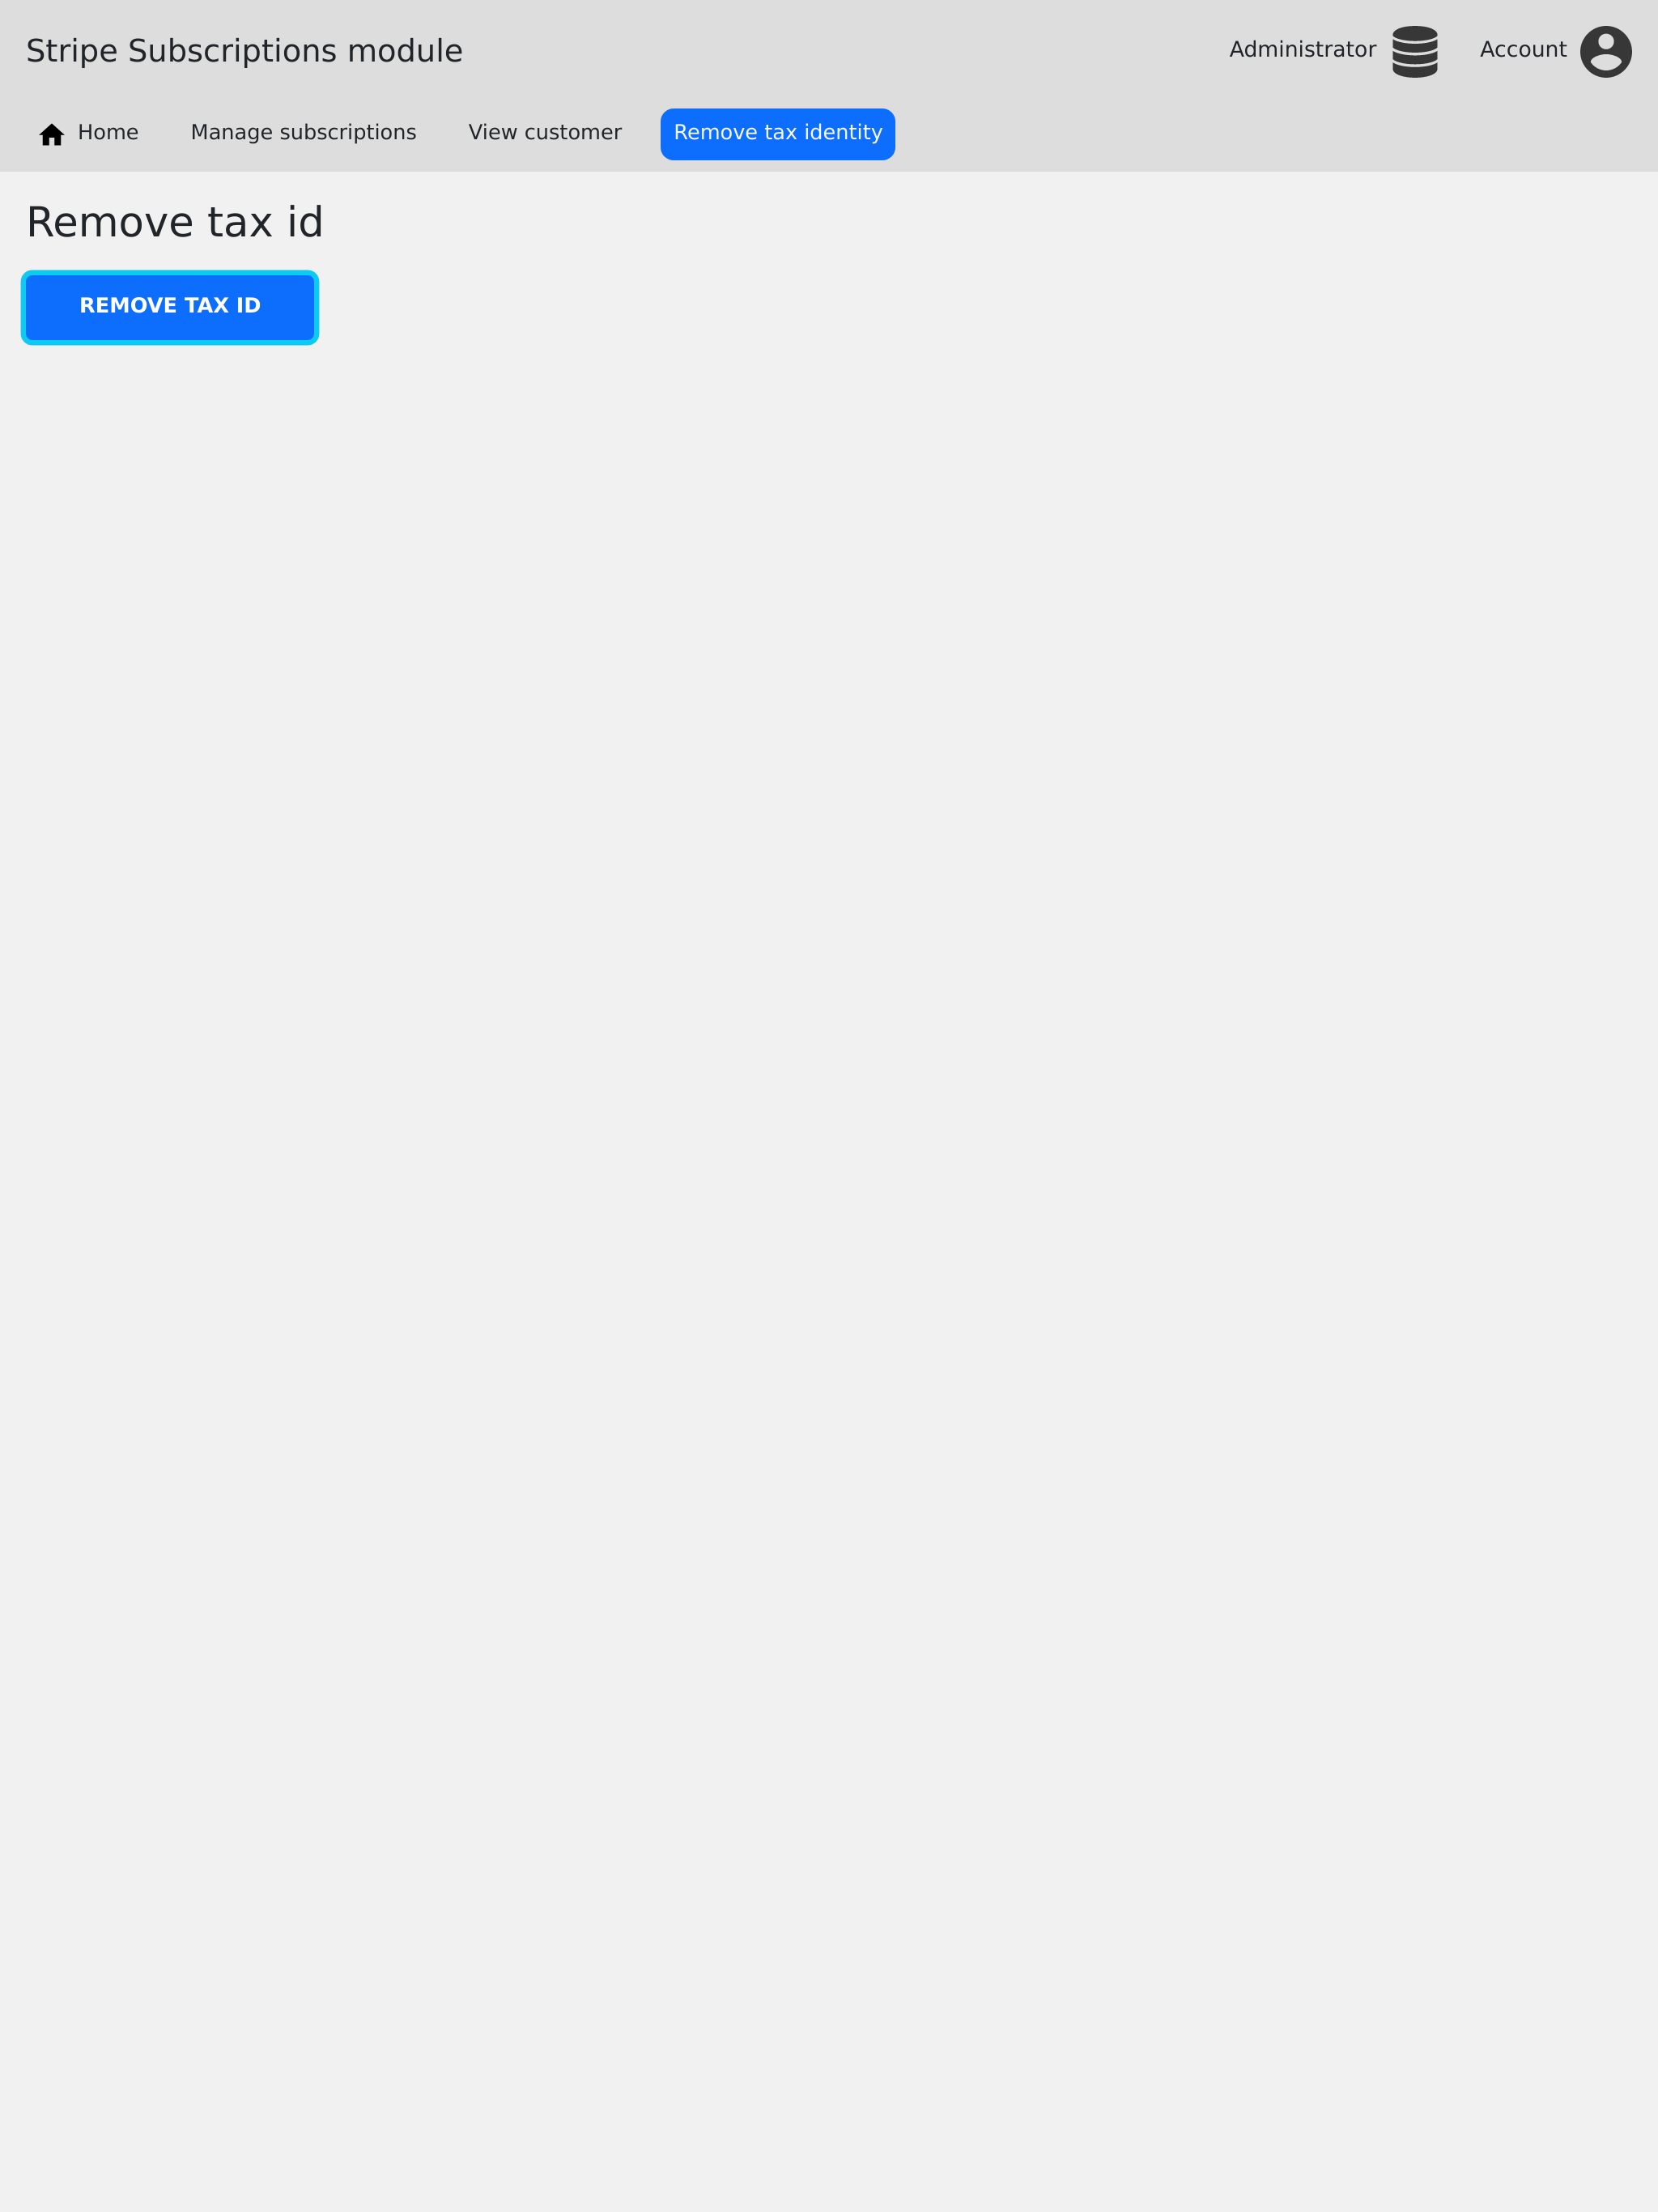 Stripe Subscriptions module
Administrator
Account
Home
Manage subscriptions
View customer
Remove tax identity
Remove tax id
REMOVE TAX ID